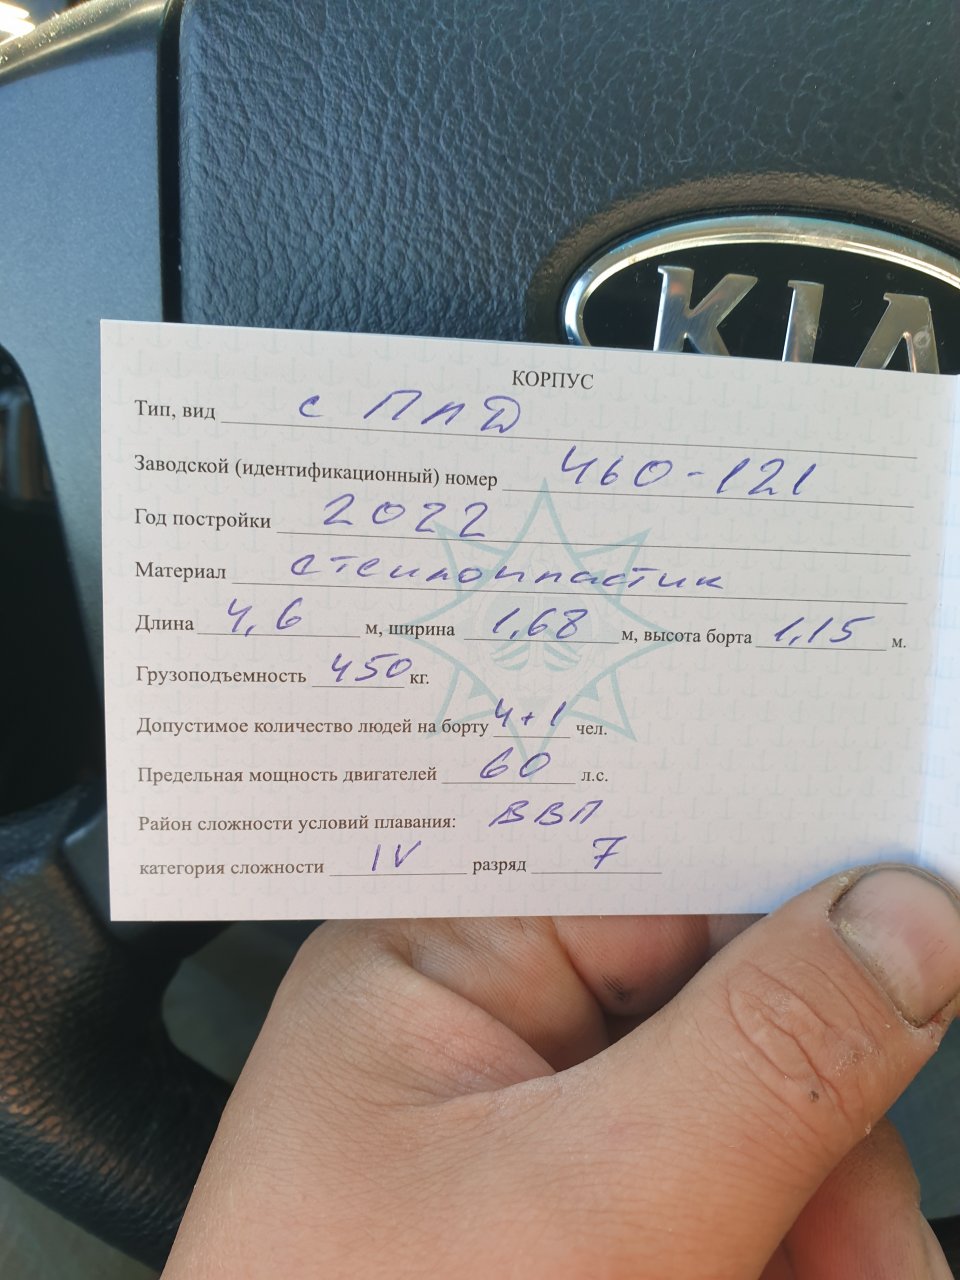 KIA
КОРПУС
Тип, вид с ППД
Заводской (идентификационный) номер 460-121
Год постройки 2022
Материал стеклопластик
Длина 4,6 м, ширина 1,68 м, высота борта 1,15 м.
Грузоподъемность 450 кг.
Допустимое количество людей на борту 4+1 чел.
Предельная мощность двигателей 60 л.с.
Район сложности условий плавания: ВВП
категория сложности IV разряд 7